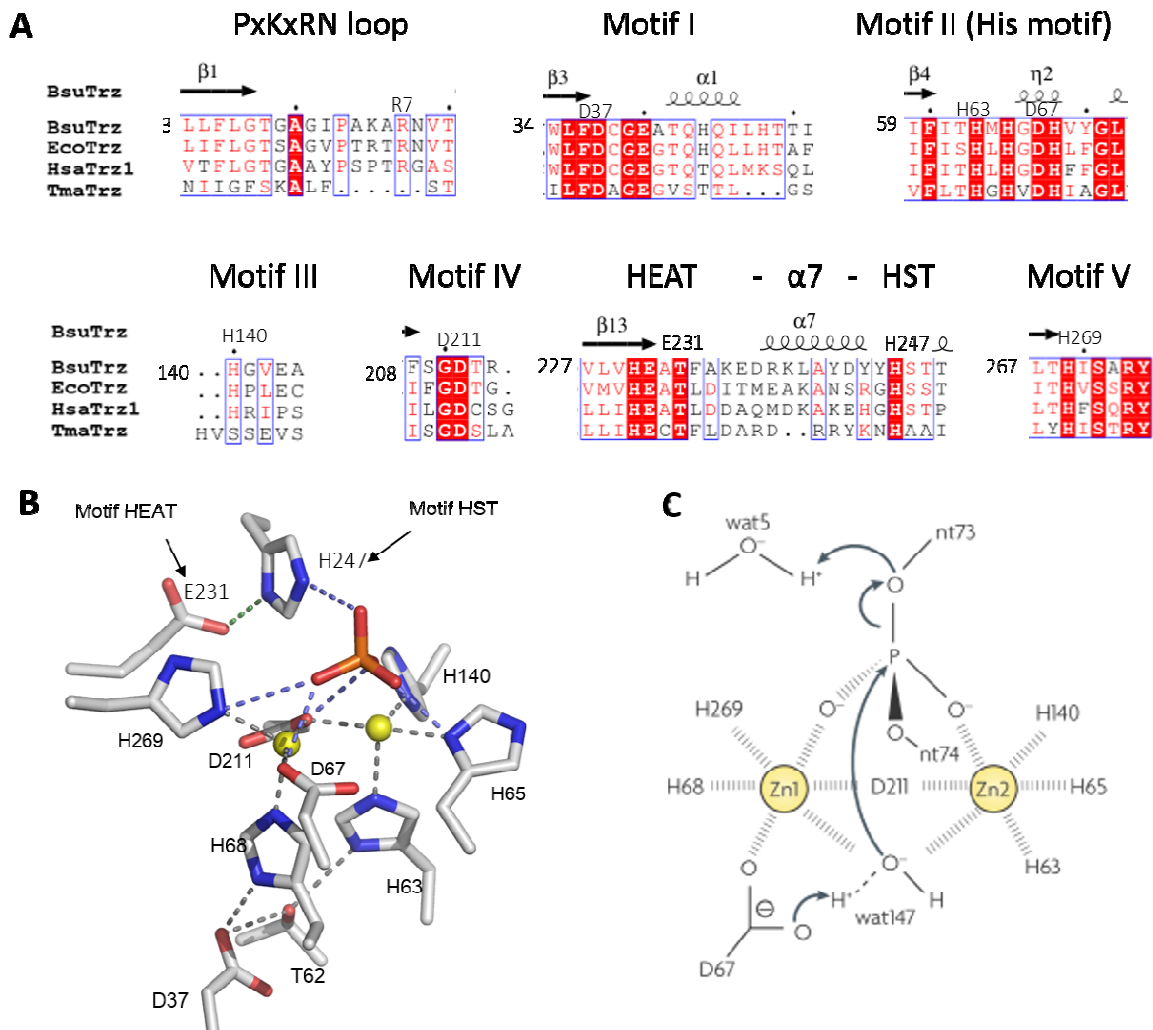 A
PxKxRN loop Motif I Motif II (His motif)
β1 β3 α1 β4 η2
BsuTrz R7 D37 H63 D67
BsuTrz 3 LLFLGTGAGIPAKARNVT 34 WLFDCGEATQHQILHTTI 59 IFITHMHGDHVYGL
EcoTrz LIFLGTSAGVPTRTRNVT WLFDCGEGTQHQLLHTAF IFISHLHGDHLFGL
HsaTrz1 VTFLGTGAAYPSPTRGAS WLFDCGEGTQTQLMKSQL IFITHLHGDHFFGL
TmaTrz NIIGFSKALF.....ST ILFDAGEGVSTTL...GS VFLTHGHVDHIAGL
Motif III Motif IV HEAT - α7 - HST Motif V
β13 α7
BsuTrz H140 D211 E231 H247 H269
BsuTrz 140 ..HGVEA 208 FSGDTR. 227 VLVHEATFAKEDRKLAYDYYHSTT 267 LTHISARY
EcoTrz ..HPLEC IFGDTG. VMVHEATLDITMEAKANSRGHSST ITHVSSRY
HsaTrz1 ..HRIPS ILGDCSG LLIHEATLDDAQMDKAKEHGHSTP LTHFSQRY
TmaTrz HVSSEVS ISGDSLA LLIHECTFLDARD..RRYKNHAAI LYHISTRY
B
Motif HEAT Motif HST
H247
E231
H140
H269
D211 D67
H65
H68
H63
T62
D37
C
wat5
O⁻ nt73
H H⁺ O
P
H269 O⁻ O⁻ H140
O nt74
H68 Zn1 D211 Zn2 H65
O⁻ H63
O H⁺ H
⊖ wat147
O
D67